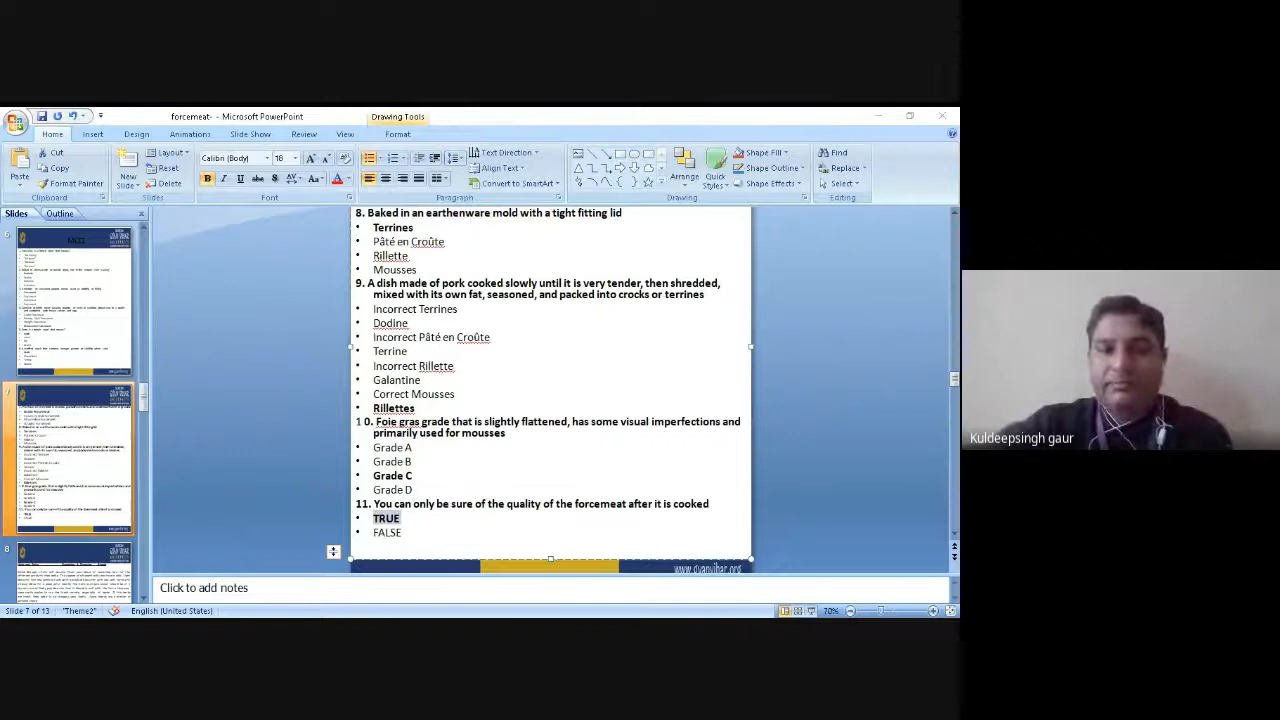 forcemeat- - Microsoft PowerPoint
Drawing Tools
Home Insert Design Animations Slide Show Review View Format
Paste
Cut
Copy
Format Painter
Clipboard
New Slide
Layout
Reset
Delete
Slides
Calibri (Body) 18
Font
Paragraph
Text Direction
Align Text
Convert to SmartArt
Arrange
Quick Styles
Shape Fill
Shape Outline
Shape Effects
Drawing
Find
Replace
Select
Editing
Slides Outline
6
7
8
8. Baked in an earthenware mold with a tight fitting lid
• Terrines
• Pâté en Croûte
• Rillette
• Mousses
9. A dish made of pork cooked slowly until it is very tender, then shredded,
mixed with its own fat, seasoned, and packed into crocks or terrines
• Incorrect Terrines
• Dodine
Incorrect Pâté en Croûte
• Terrine
• Incorrect Rillette
• Galantine
• Correct Mousses
• Rillettes
1 0. Foie gras grade that is slightly flattened, has some visual imperfections and
primarily used for mousses
• Grade A
• Grade B
• Grade C
• Grade D
11. You can only be sure of the quality of the forcemeat after it is cooked
• TRUE
• FALSE
www.gyanvihar.org
Click to add notes
Slide 7 of 13 "Theme2" English (United States) 70%
Kuldeepsingh gaur